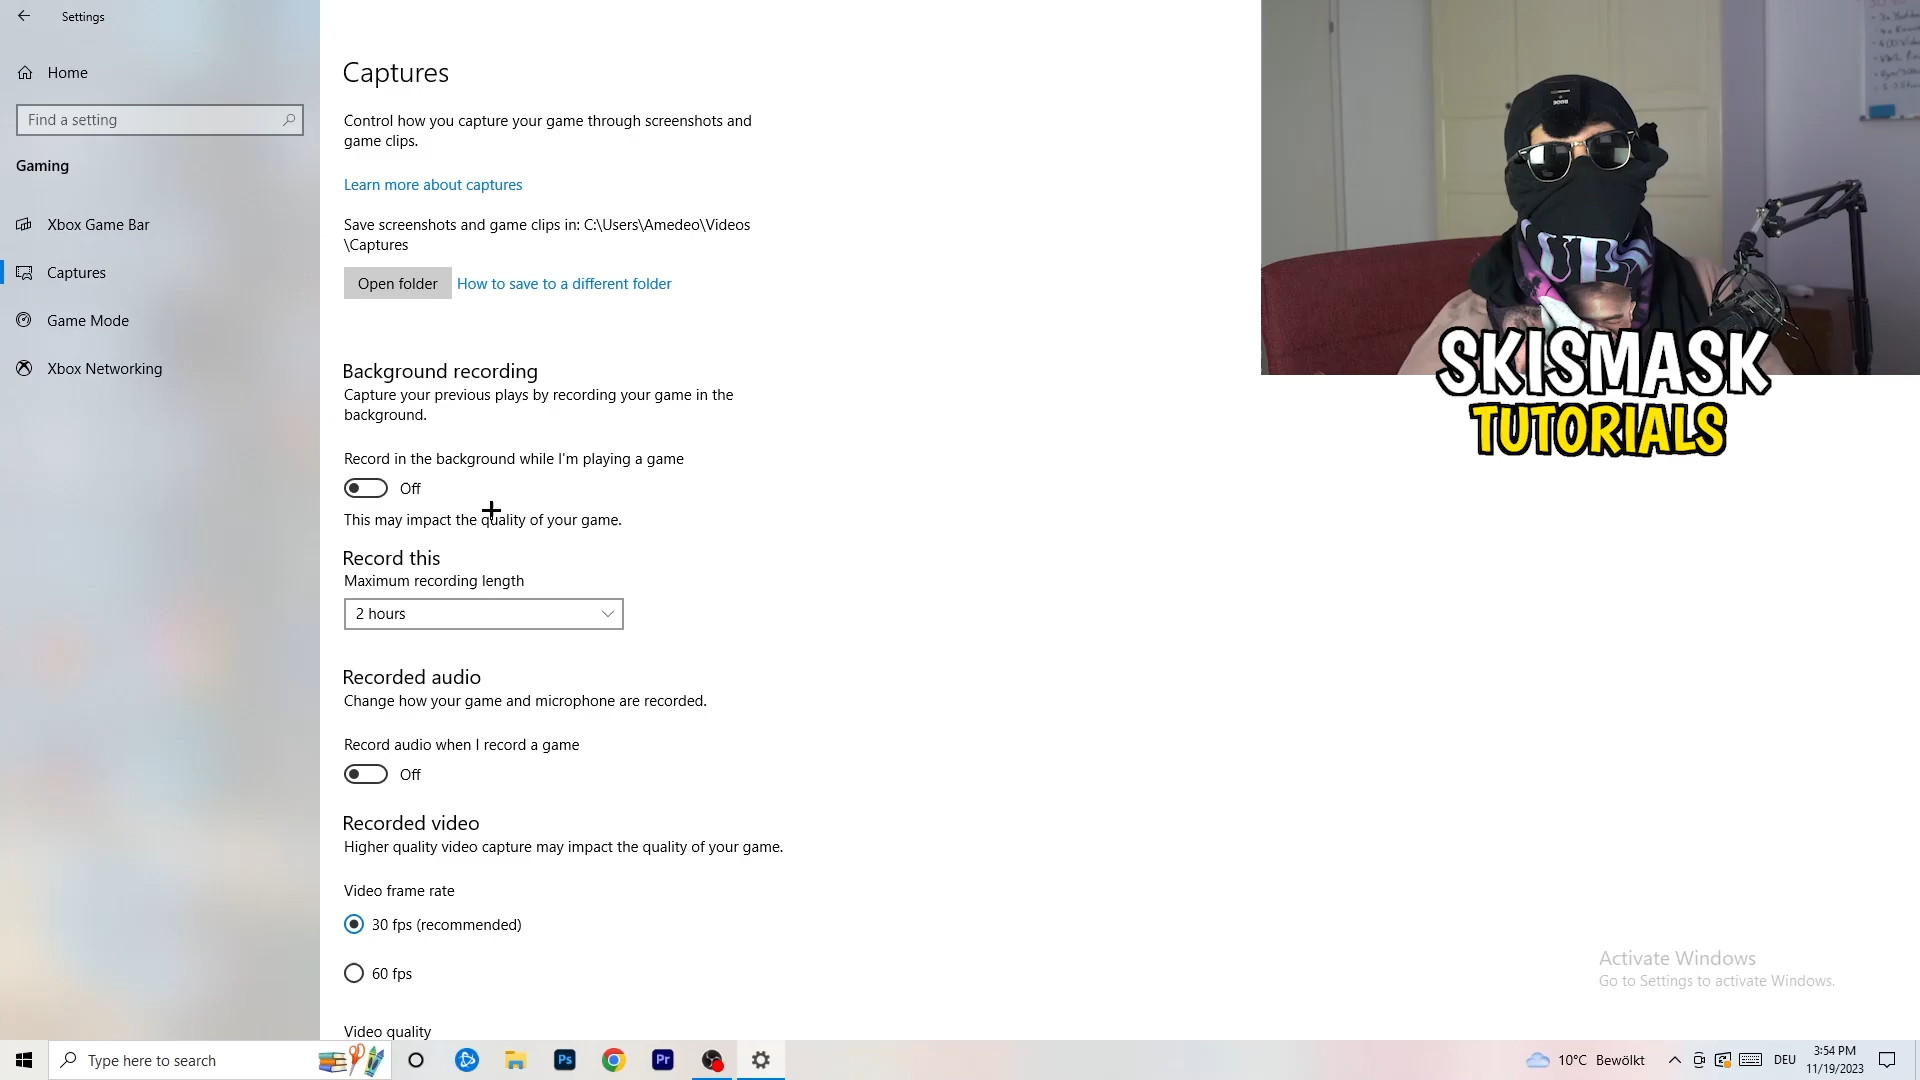 Settings
Home
Find a setting
Gaming
Xbox Game Bar
Captures
Game Mode
Xbox Networking
Captures
Control how you capture your game through screenshots and
game clips.
Learn more about captures
Save screenshots and game clips in: C:\Users\Amedeo\Videos
\Captures
Open folder
How to save to a different folder
Background recording
Capture your previous plays by recording your game in the
background.
Record in the background while I'm playing a game
Off
This may impact the quality of your game.
Record this
Maximum recording length
2 hours
Recorded audio
Change how your game and microphone are recorded.
Record audio when I record a game
Off
Recorded video
Higher quality video capture may impact the quality of your game.
Video frame rate
30 fps (recommended)
60 fps
Video quality
SKISMASK
TUTORIALS
Activate Windows
Go to Settings to activate Windows.
Type here to search
Ps
Pr
10°C Bewölkt
DEU
3:54 PM
11/19/2023